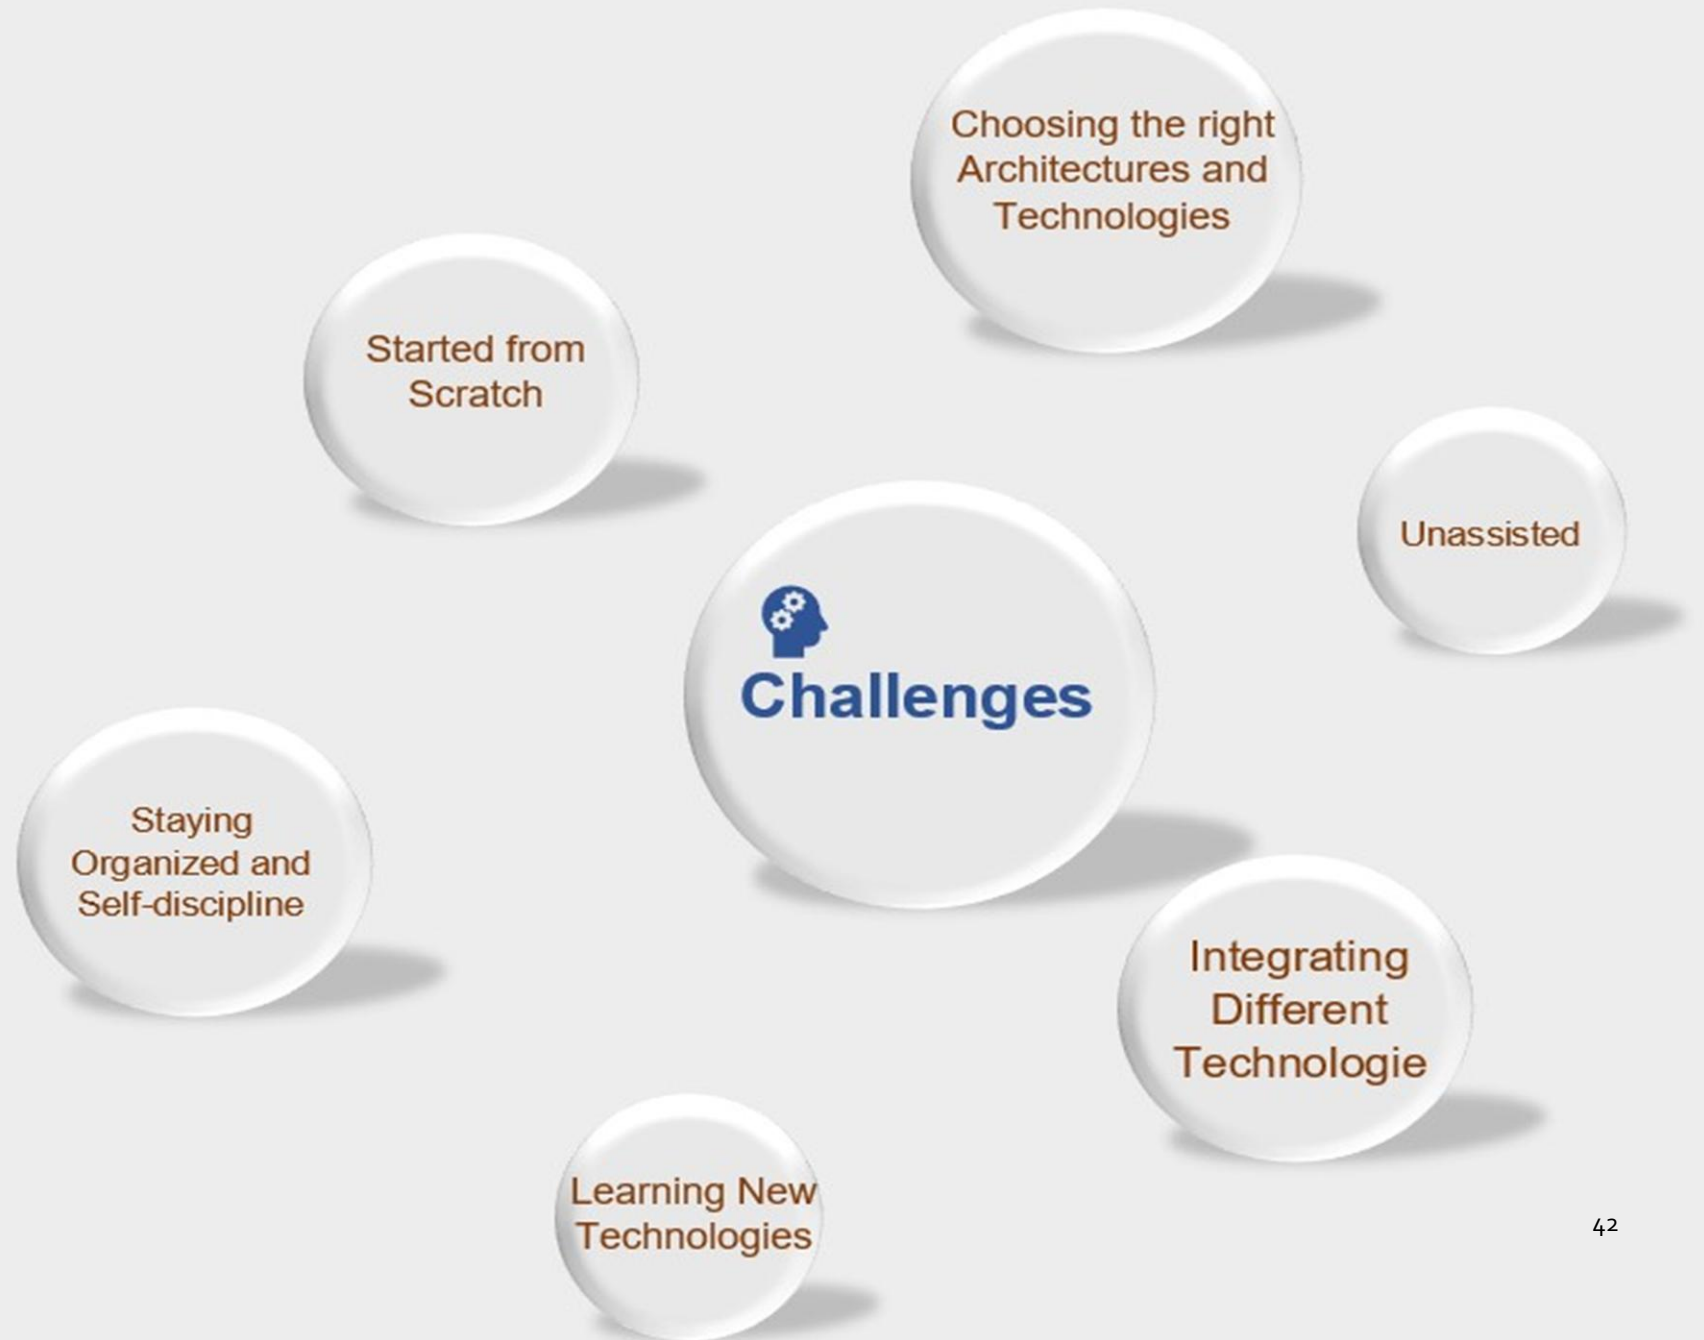 Choosing the right
Architectures and
Technologies
Started from
Scratch
Unassisted
Challenges
Staying
Organized and
Self-discipline
Integrating
Different
Technologie
Learning New
Technologies
42